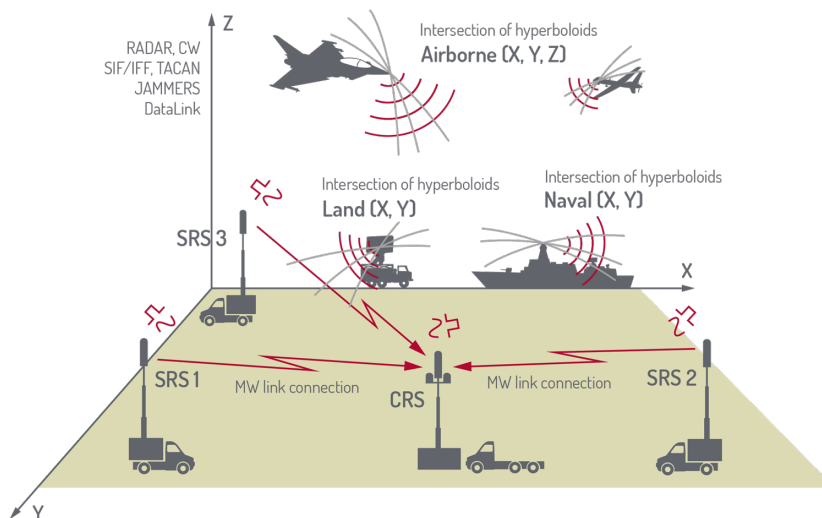 Z
RADAR, CW
SIF/IFF, TACAN
JAMMERS
DataLink
Intersection of hyperboloids
Airborne (X, Y, Z)
Intersection of hyperboloids
Land (X, Y)
Intersection of hyperboloids
Naval (X, Y)
SRS 3
X
SRS 1
MW link connection
CRS
MW link connection
SRS 2
Y